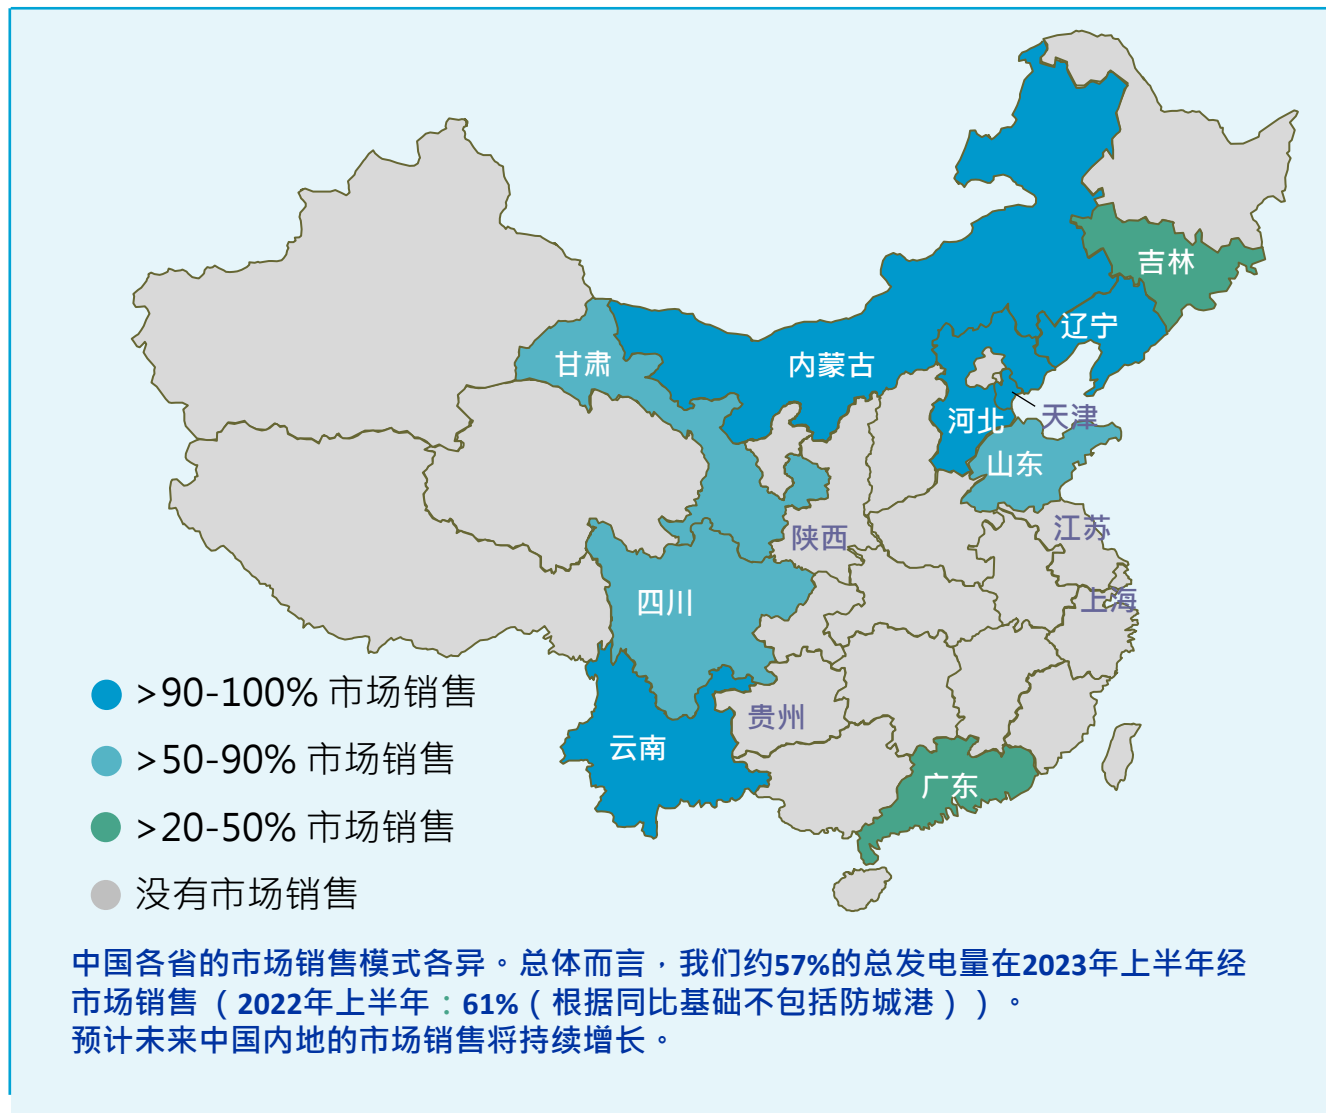 吉林
辽宁
甘肃
内蒙古
河北
天津
山东
陕西
江苏
四川
上海
>90-100% 市场销售
贵州
云南
>50-90% 市场销售
广东
>20-50% 市场销售
没有市场销售
中国各省的市场销售模式各异。总体而言，我们约57%的总发电量在2023年上半年经
市场销售（2022年上半年：61%（根据同比基础不包括防城港））。
预计未来中国内地的市场销售将持续增长。